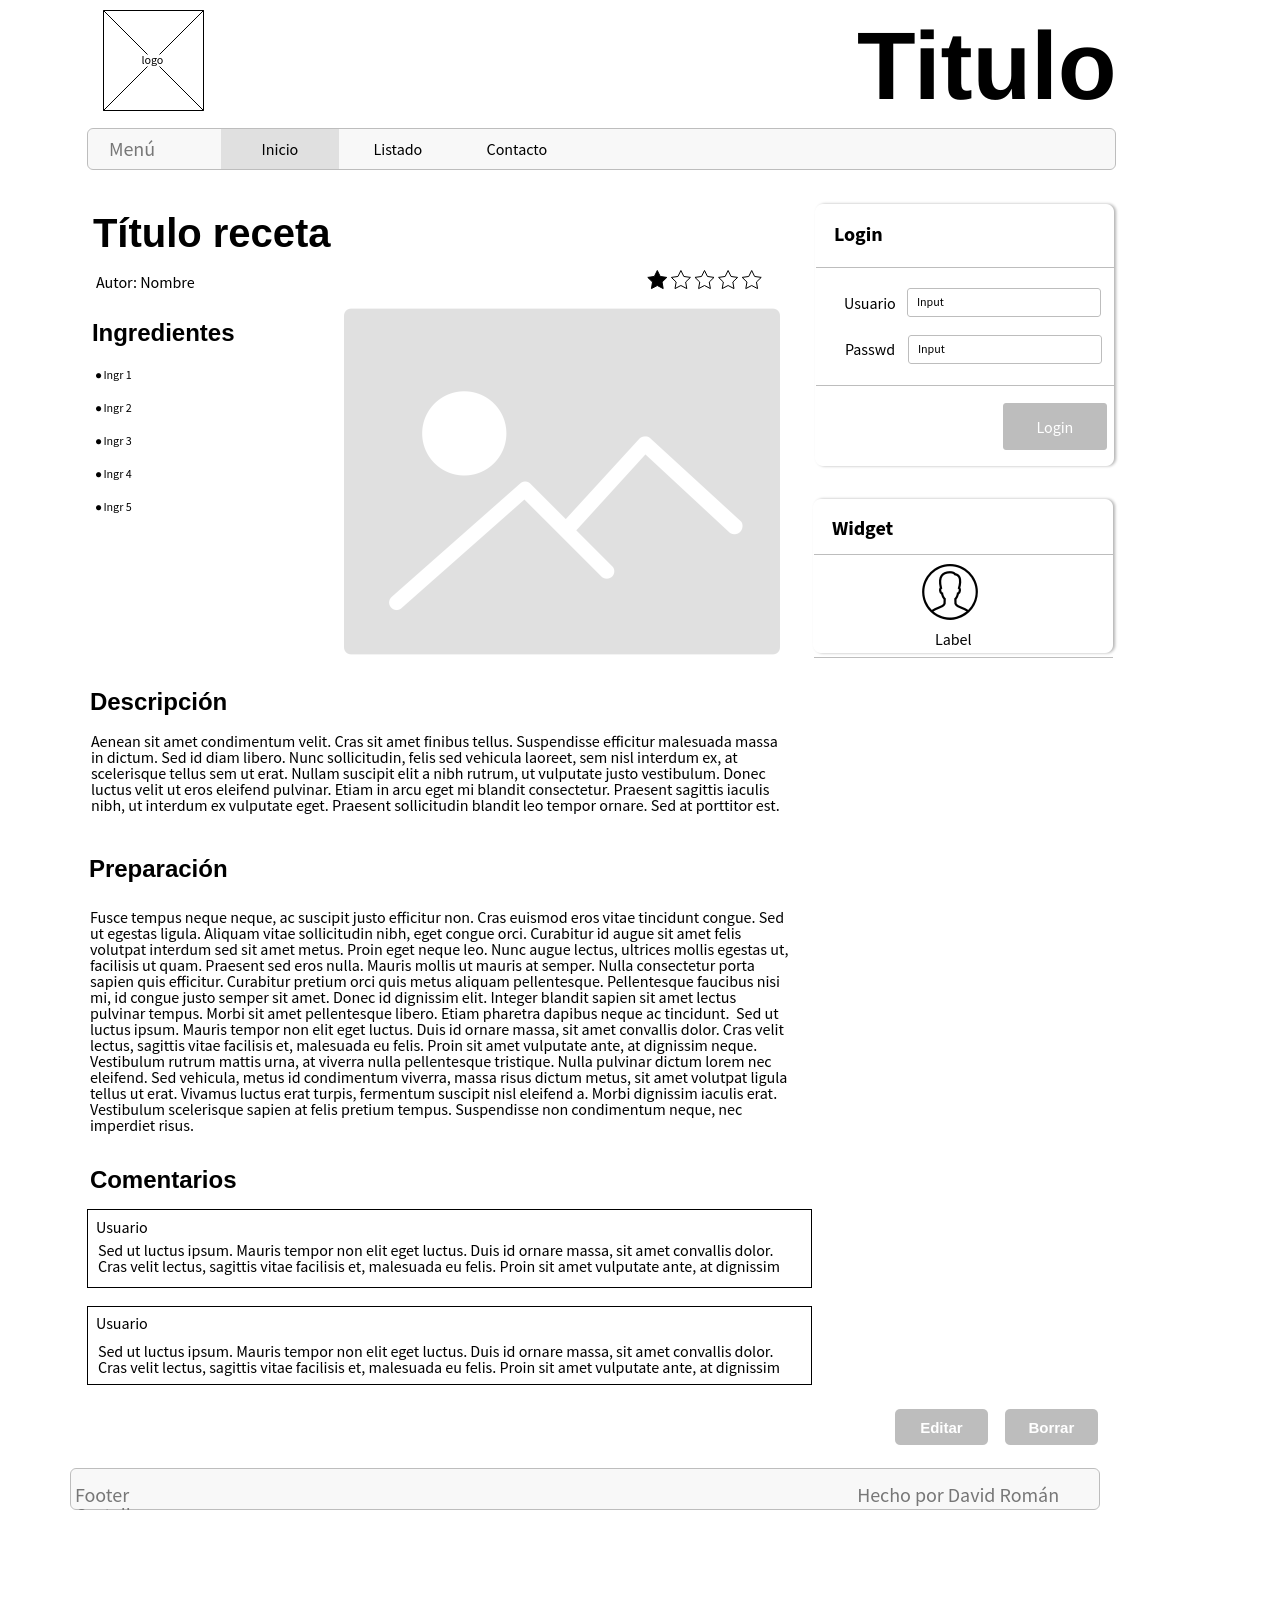 logo
Titulo
Menú Inicio Listado Contacto
Título receta
Autor: Nombre
Ingredientes
● Ingr 1
● Ingr 2
● Ingr 3
● Ingr 4
● Ingr 5
Login
Usuario Input
Passwd Input
Login
Widget
Label
Descripción
Aenean sit amet condimentum velit. Cras sit amet finibus tellus. Suspendisse efficitur malesuada massa
in dictum. Sed id diam libero. Nunc sollicitudin, felis sed vehicula laoreet, sem nisl interdum ex, at
scelerisque tellus sem ut erat. Nullam suscipit elit a nibh rutrum, ut vulputate justo vestibulum. Donec
luctus velit ut eros eleifend pulvinar. Etiam in arcu eget mi blandit consectetur. Praesent sagittis iaculis
nibh, ut interdum ex vulputate eget. Praesent sollicitudin blandit leo tempor ornare. Sed at porttitor est.
Preparación
Fusce tempus neque neque, ac suscipit justo efficitur non. Cras euismod eros vitae tincidunt congue. Sed
ut egestas ligula. Aliquam vitae sollicitudin nibh, eget congue orci. Curabitur id augue sit amet felis
volutpat interdum sed sit amet metus. Proin eget neque leo. Nunc augue lectus, ultrices mollis egestas ut,
facilisis ut quam. Praesent sed eros nulla. Mauris mollis ut mauris at semper. Nulla consectetur porta
sapien quis efficitur. Curabitur pretium orci quis metus aliquam pellentesque. Pellentesque faucibus nisi
mi, id congue justo semper sit amet. Donec id dignissim elit. Integer blandit sapien sit amet lectus
pulvinar tempus. Morbi sit amet pellentesque libero. Etiam pharetra dapibus neque ac tincidunt.  Sed ut
luctus ipsum. Mauris tempor non elit eget luctus. Duis id ornare massa, sit amet convallis dolor. Cras velit
lectus, sagittis vitae facilisis et, malesuada eu felis. Proin sit amet vulputate ante, at dignissim neque.
Vestibulum rutrum mattis urna, at viverra nulla pellentesque tristique. Nulla pulvinar dictum lorem nec
eleifend. Sed vehicula, metus id condimentum viverra, massa risus dictum metus, sit amet volutpat ligula
tellus ut erat. Vivamus luctus erat turpis, fermentum suscipit nisl eleifend a. Morbi dignissim iaculis erat.
Vestibulum scelerisque sapien at felis pretium tempus. Suspendisse non condimentum neque, nec
imperdiet risus.
Comentarios
Usuario
Sed ut luctus ipsum. Mauris tempor non elit eget luctus. Duis id ornare massa, sit amet convallis dolor.
Cras velit lectus, sagittis vitae facilisis et, malesuada eu felis. Proin sit amet vulputate ante, at dignissim
Usuario
Sed ut luctus ipsum. Mauris tempor non elit eget luctus. Duis id ornare massa, sit amet convallis dolor.
Cras velit lectus, sagittis vitae facilisis et, malesuada eu felis. Proin sit amet vulputate ante, at dignissim
Editar Borrar
Footer Hecho por David Román